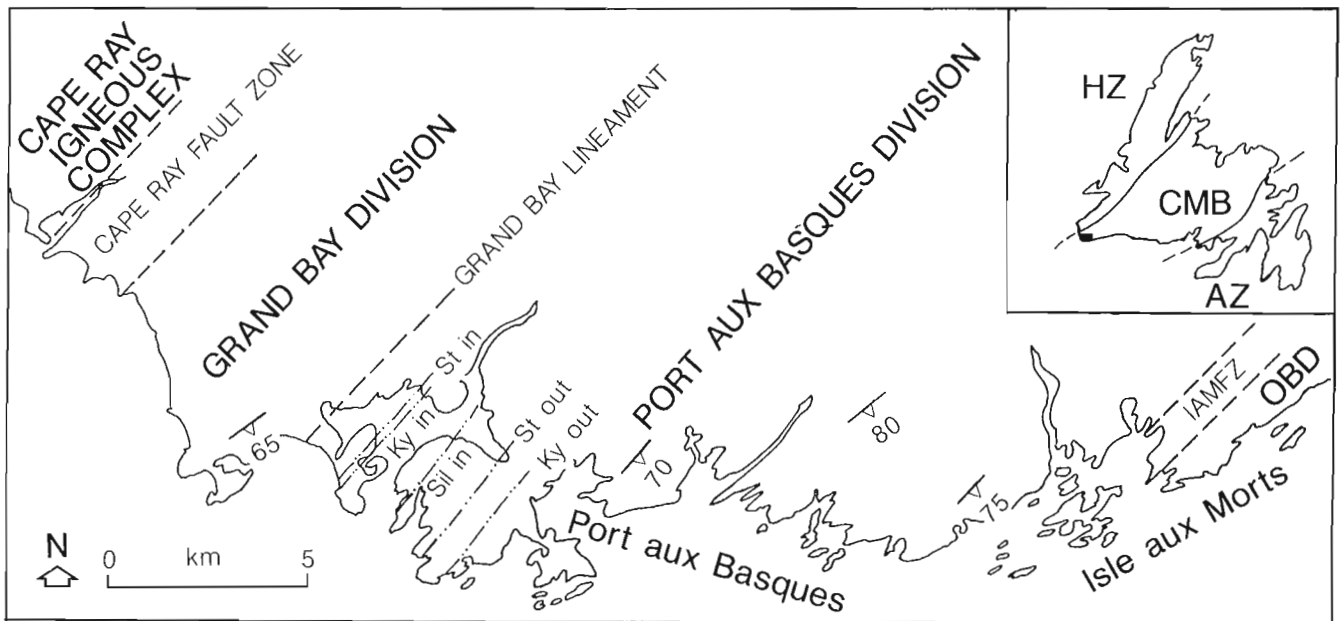 CAPE RAY
IGNEOUS
COMPLEX
CAPE RAY FAULT ZONE
GRAND BAY DIVISION
GRAND BAY LINEAMENT
PORT AUX BASQUES DIVISION
HZ
CMB
AZ
St in
Ky in
Sil in
St out
Ky out
65
70
80
75
IAMFZ
OBD
Port aux Basques
Isle aux Morts
N
0 km 5